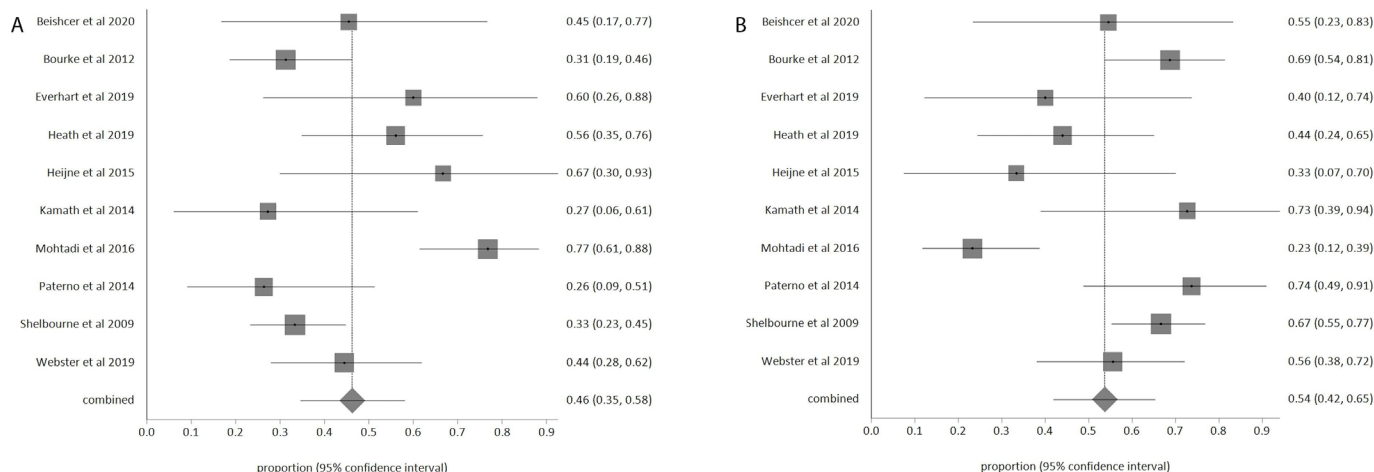 A
Beishcer et al 2020 0.45 (0.17, 0.77)
Bourke et al 2012 0.31 (0.19, 0.46)
Everhart et al 2019 0.60 (0.26, 0.88)
Heath et al 2019 0.56 (0.35, 0.76)
Heijne et al 2015 0.67 (0.30, 0.93)
Kamath et al 2014 0.27 (0.06, 0.61)
Mohtadi et al 2016 0.77 (0.61, 0.88)
Paterno et al 2014 0.26 (0.09, 0.51)
Shelbourne et al 2009 0.33 (0.23, 0.45)
Webster et al 2019 0.44 (0.28, 0.62)
combined 0.46 (0.35, 0.58)
0.0 0.1 0.2 0.3 0.4 0.5 0.6 0.7 0.8 0.9
proportion (95% confidence interval)
B
Beishcer et al 2020 0.55 (0.23, 0.83)
Bourke et al 2012 0.69 (0.54, 0.81)
Everhart et al 2019 0.40 (0.12, 0.74)
Heath et al 2019 0.44 (0.24, 0.65)
Heijne et al 2015 0.33 (0.07, 0.70)
Kamath et al 2014 0.73 (0.39, 0.94)
Mohtadi et al 2016 0.23 (0.12, 0.39)
Paterno et al 2014 0.74 (0.49, 0.91)
Shelbourne et al 2009 0.67 (0.55, 0.77)
Webster et al 2019 0.56 (0.38, 0.72)
combined 0.54 (0.42, 0.65)
0.0 0.1 0.2 0.3 0.4 0.5 0.6 0.7 0.8 0.9
proportion (95% confidence interval)